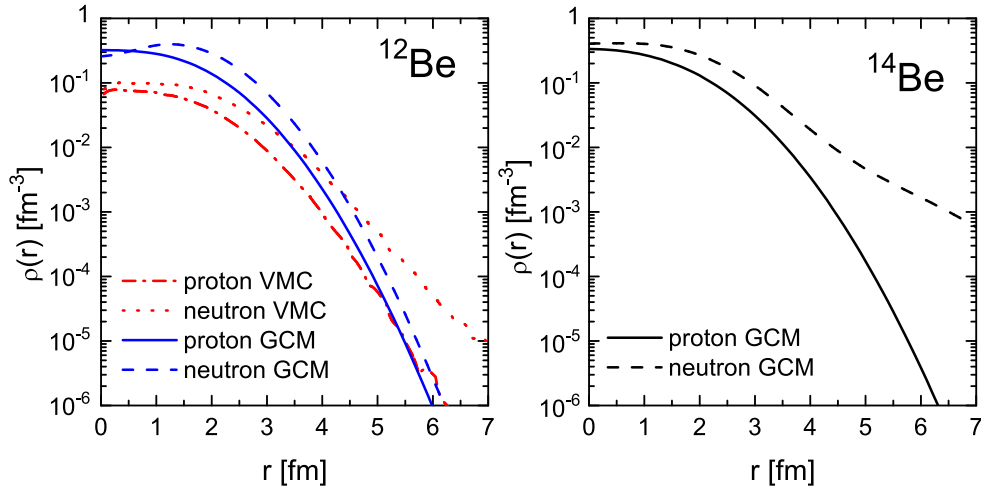 ¹²Be
10⁰
10⁻¹
10⁻²
10⁻³
10⁻⁴
10⁻⁵
10⁻⁶
ρ(r) [fm⁻³]
proton VMC
neutron VMC
proton GCM
neutron GCM
0 1 2 3 4 5 6 7
r [fm]
¹⁴Be
10⁰
10⁻¹
10⁻²
10⁻³
10⁻⁴
10⁻⁵
10⁻⁶
ρ(r) [fm⁻³]
proton GCM
neutron GCM
0 1 2 3 4 5 6 7
r [fm]